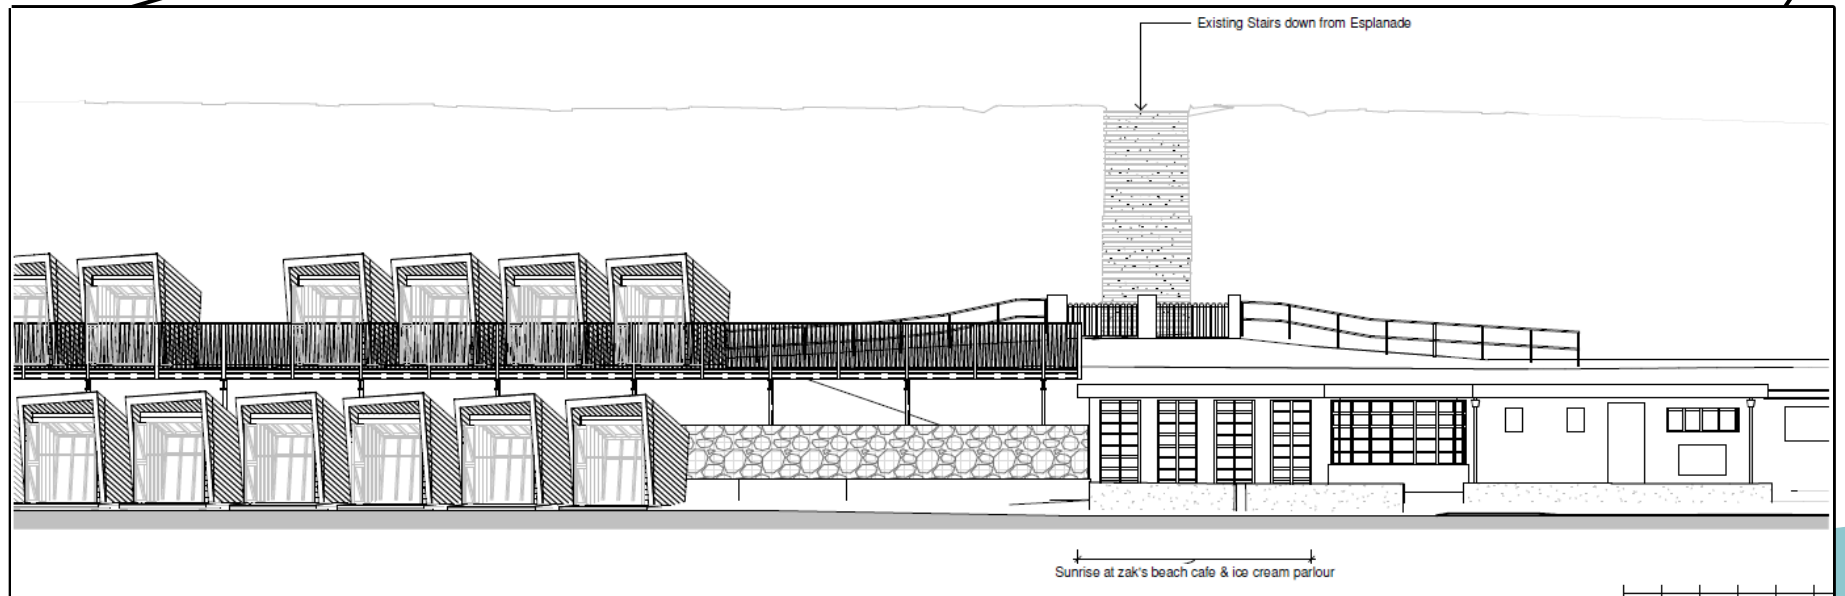 Existing Stairs down from Esplanade
Sunrise at zak's beach cafe & ice cream parlour